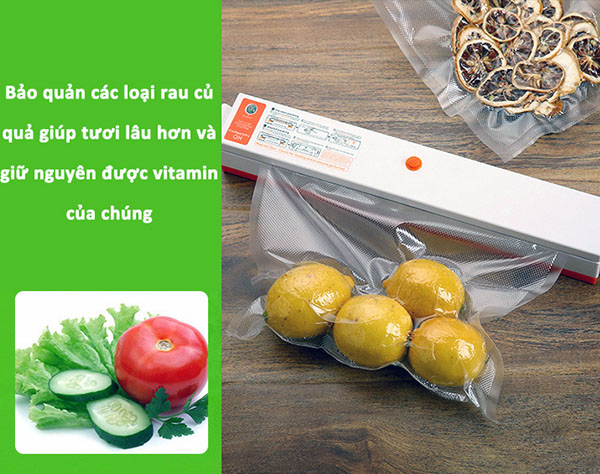 Bảo quản các loại rau củ
quả giúp tươi lâu hơn và
giữ nguyên được vitamin
của chúng